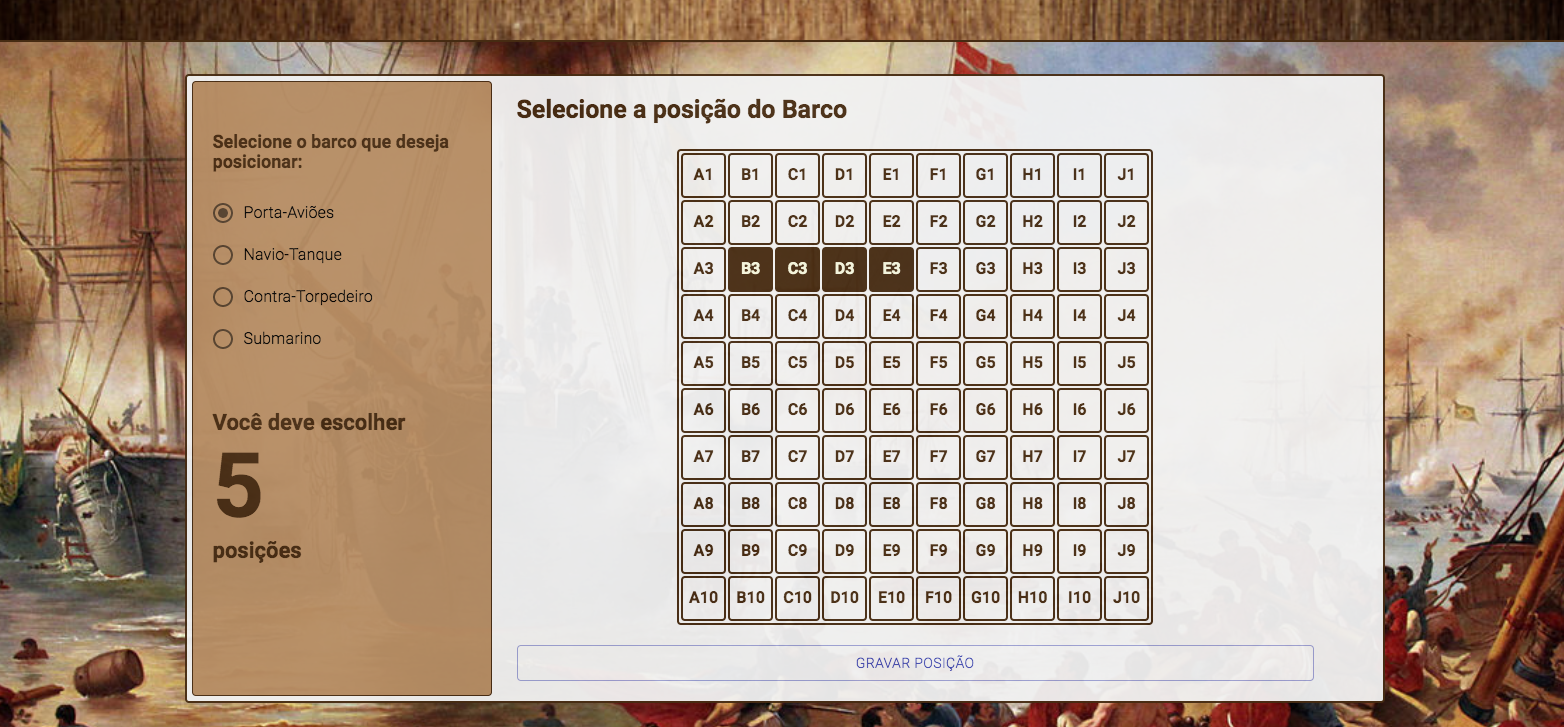 Selecione o barco que deseja
posicionar:
Porta-Aviões
Navio-Tanque
Contra-Torpedeiro
Submarino
Você deve escolher
5
posições
Selecione a posição do Barco
A1 B1 C1 D1 E1 F1 G1 H1 I1 J1
A2 B2 C2 D2 E2 F2 G2 H2 I2 J2
A3 B3 C3 D3 E3 F3 G3 H3 I3 J3
A4 B4 C4 D4 E4 F4 G4 H4 I4 J4
A5 B5 C5 D5 E5 F5 G5 H5 I5 J5
A6 B6 C6 D6 E6 F6 G6 H6 I6 J6
A7 B7 C7 D7 E7 F7 G7 H7 I7 J7
A8 B8 C8 D8 E8 F8 G8 H8 I8 J8
A9 B9 C9 D9 E9 F9 G9 H9 I9 J9
A10 B10 C10 D10 E10 F10 G10 H10 I10 J10
GRAVAR POSIÇÃO